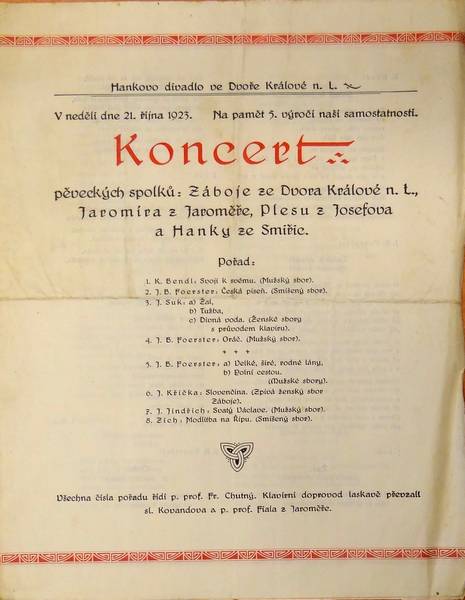 Hankovo divadlo ve Dvoře Králové n. L.
V neděli dne 21. října 1923. Na pamět 5. výročí naší samostatnosti.
Koncert
pěveckých spolků: Záboje ze Dvora Králové n. L.,
Jaromíra z Jaroměře, Plesu z Josefova
a Hanky ze Smiřic.
Pořad:
1. K. Bendl: Svoji k svému. (Mužský sbor).
2. J. B. Foerster: Česká píseň. (Smíšený sbor).
3. J. Suk: a) Žal,
b) Tužba,
c) Divná voda. (Ženské sbory
s průvodem klavíru).
4. J. B. Foerster: Oráč. (Mužský sbor).
+ + +
5. J. B. Foerster: a) Velké, širé, rodné lány,
b) Polní cestou.
(Mužské sbory).
6. J. Křička: Slovenčina. (Zpívá ženský sbor
Záboje).
7. J. Jindřich: Svatý Václave. (Mužský sbor).
8. Zich: Modlitba na Řípu. (Smíšený sbor).
Všechna čísla pořadu řídí p. prof. Fr. Chutný. Klavírní doprovod laskavě převzali
sl. Kovandova a p. prof. Fiala z Jaroměře.